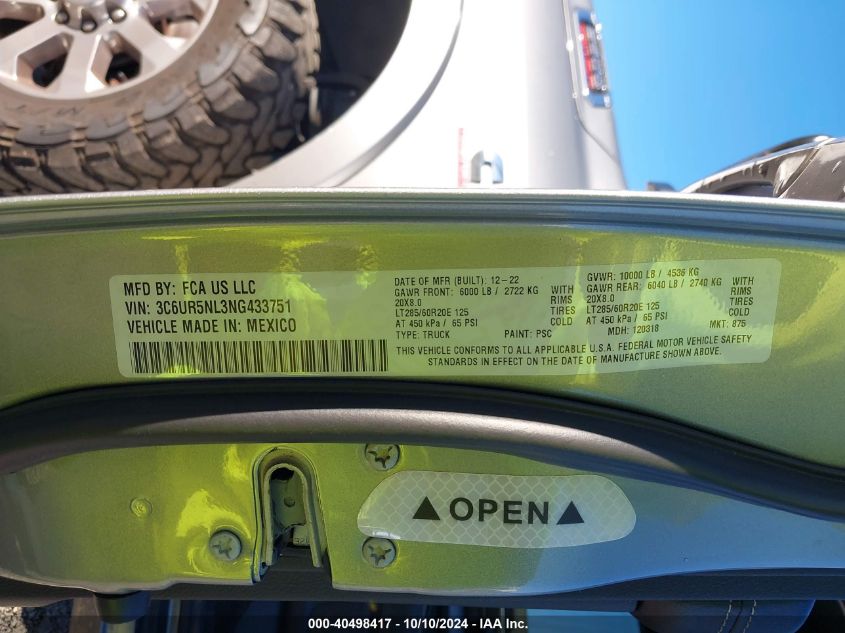 MFD BY: FCA US LLC
VIN: 3C6UR5NL3NG433751
VEHICLE MADE IN: MEXICO
DATE OF MFR (BUILT): 12-22 GVWR: 10000 LB / 4536 KG
GAWR FRONT: 6000 LB / 2722 KG GAWR REAR: 6040 LB / 2740 KG
20X8.0 RIMS 20X8.0 RIMS
LT285/60R20E 125 TIRES LT285/60R20E 125 TIRES
AT 450 kPa / 65 PSI COLD AT 450 kPa / 65 PSI COLD
TYPE: TRUCK PAINT: PSC MDH: 120318 MKT: 875
THIS VEHICLE CONFORMS TO ALL APPLICABLE U.S.A. FEDERAL MOTOR VEHICLE SAFETY
STANDARDS IN EFFECT ON THE DATE OF MANUFACTURE SHOWN ABOVE.
▲ OPEN ▲
000-40498417 - 10/10/2024 - IAA Inc.